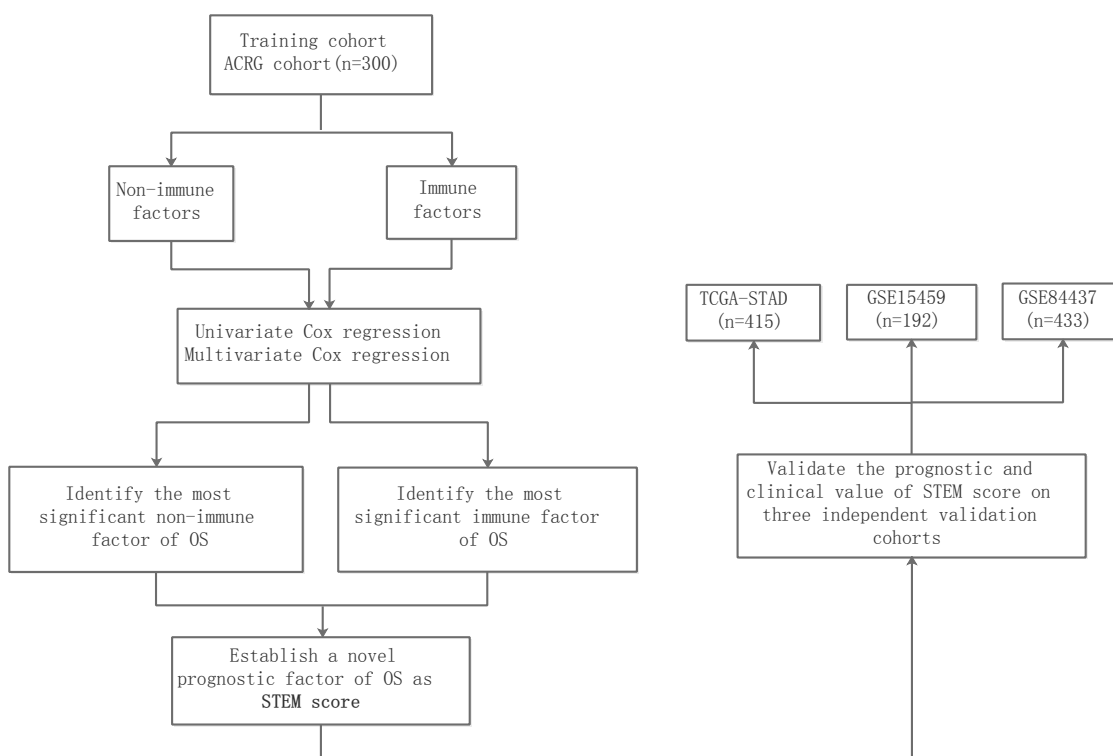 Training cohort
ACRG cohort(n=300)
Non-immune
factors
Immune
factors
Univariate Cox regression
Multivariate Cox regression
Identify the most
significant non-immune
factor of OS
Identify the most
significant immune factor
of OS
Establish a novel
prognostic factor of OS as
STEM score
TCGA-STAD
(n=415)
GSE15459
(n=192)
GSE84437
(n=433)
Validate the prognostic and
clinical value of STEM score on
three independent validation
cohorts